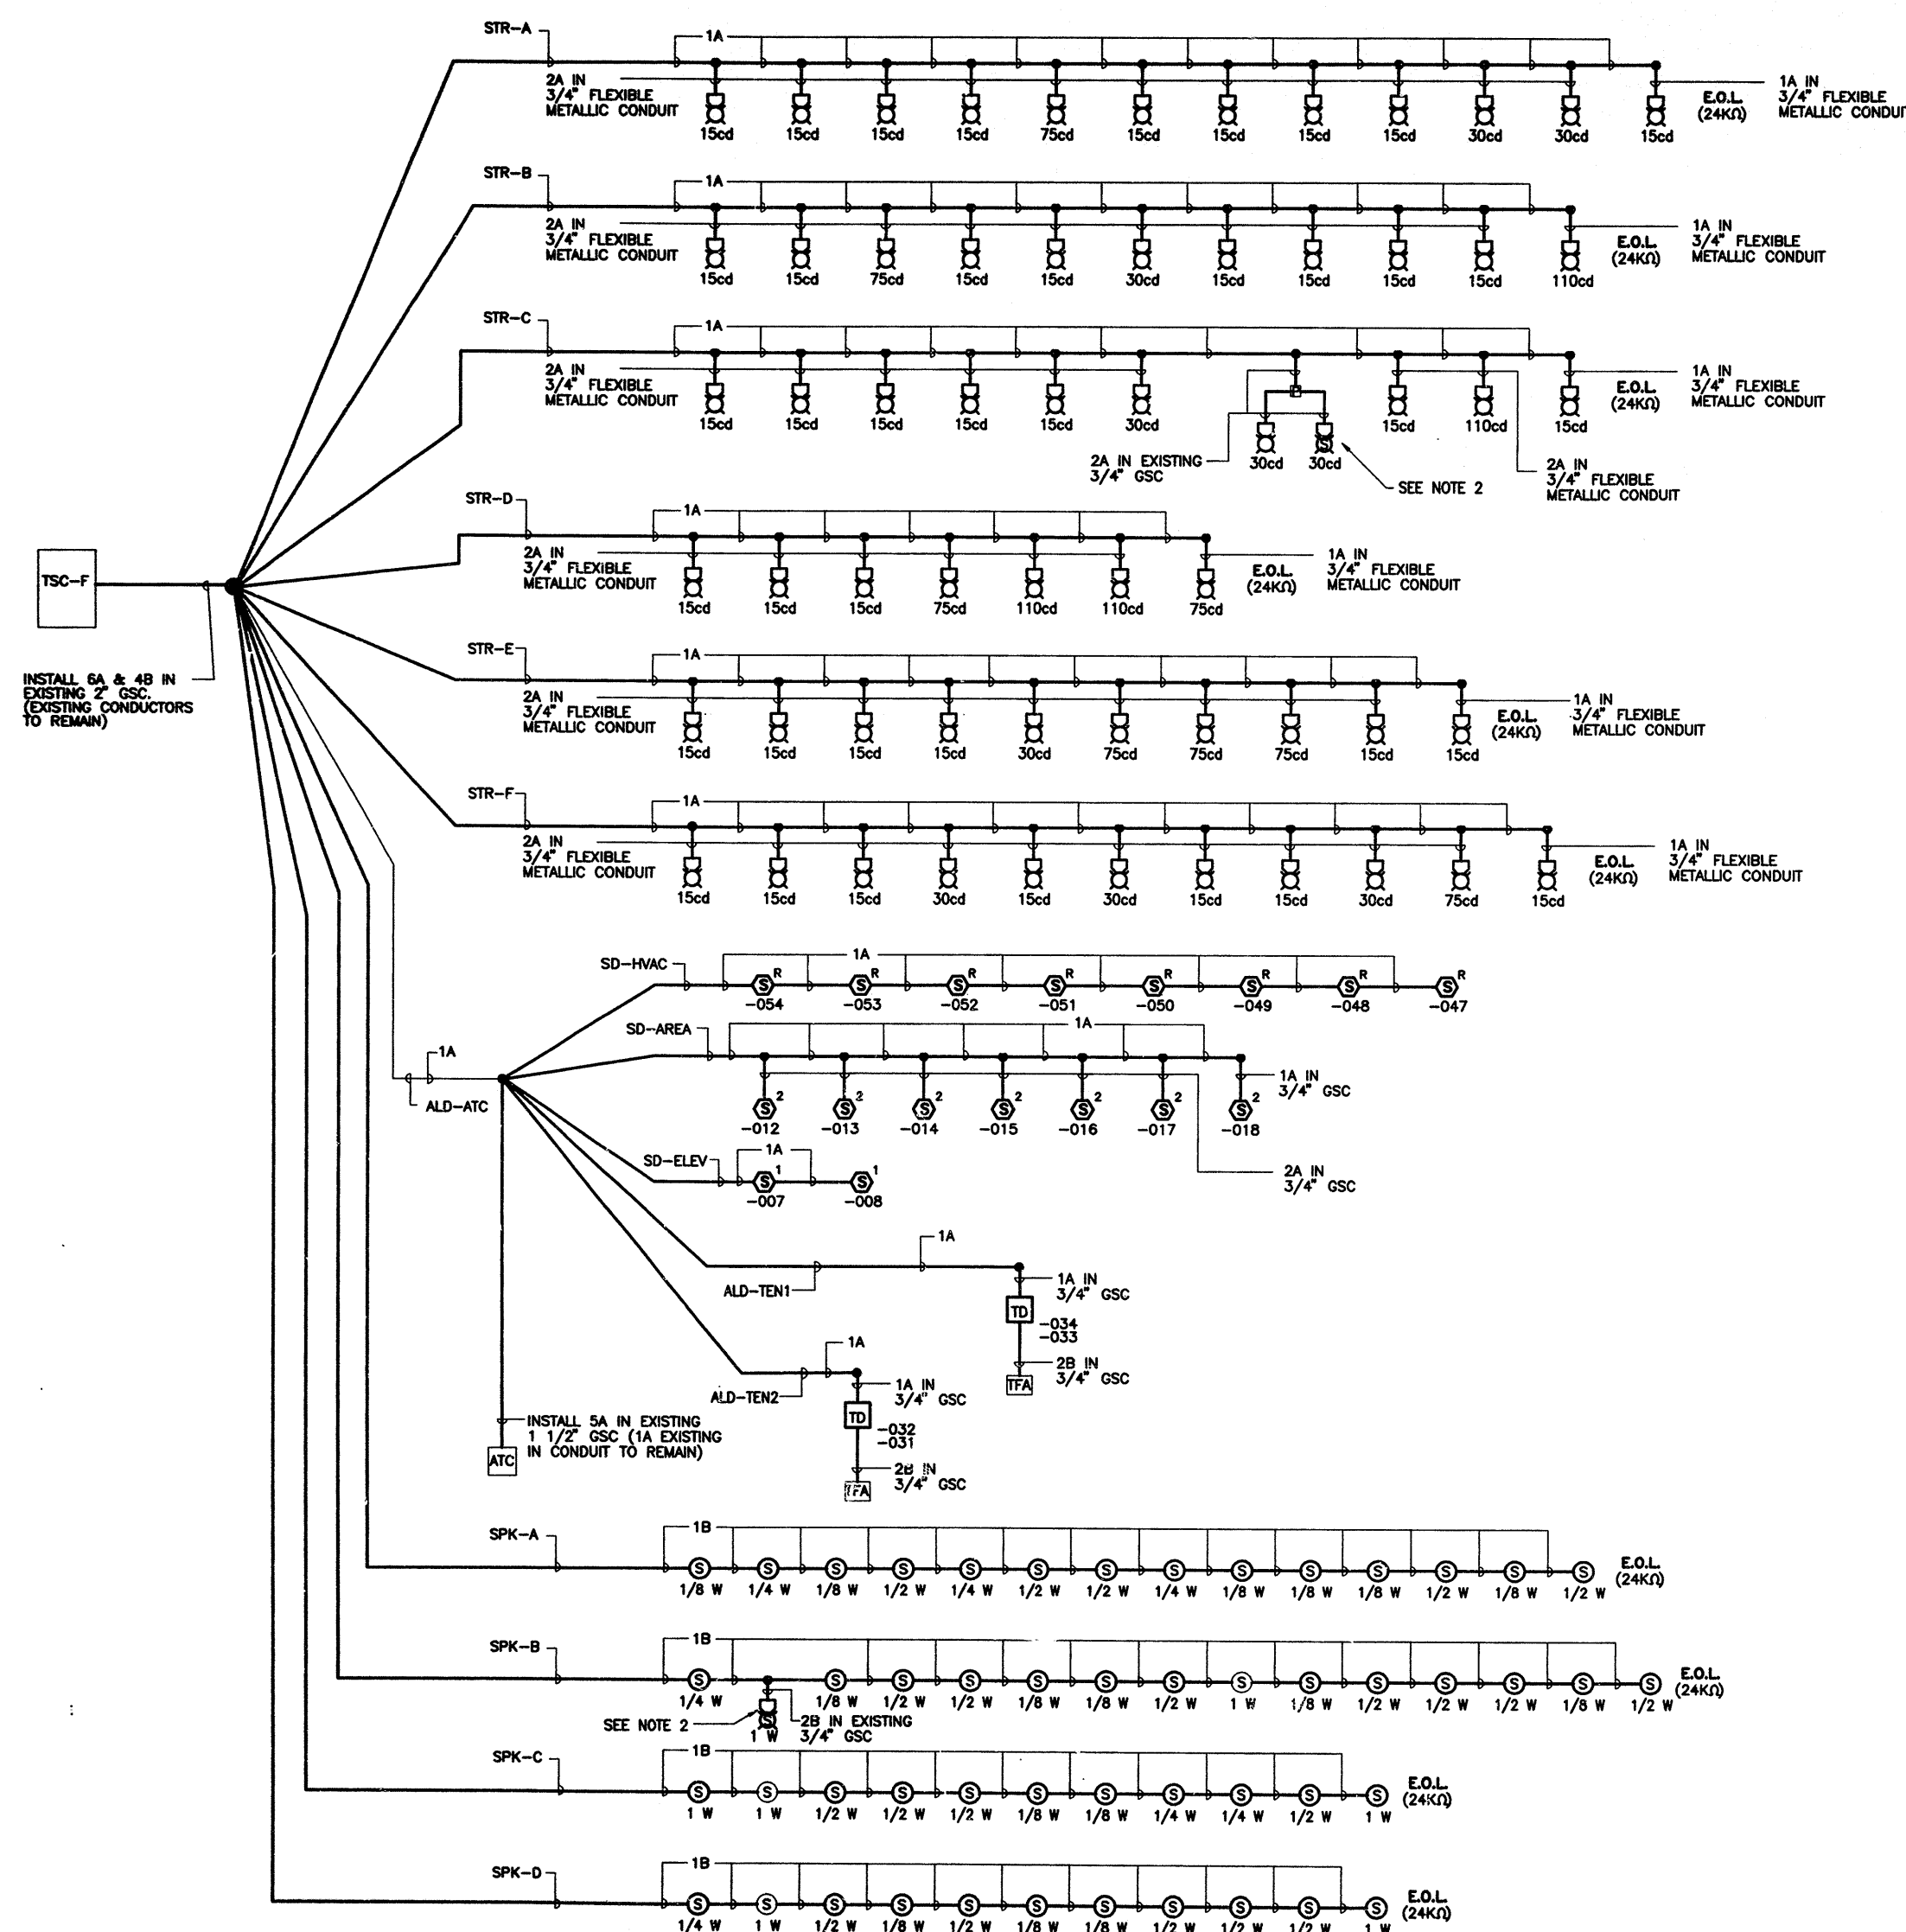 STR-A
1A
2A IN
3/4" FLEXIBLE
METALLIC CONDUIT
15cd 15cd 15cd 15cd 75cd 15cd 15cd 15cd 15cd 30cd 30cd 15cd
E.O.L.
(24KΩ)
1A IN
3/4" FLEXIBLE
METALLIC CONDUIT
STR-B
1A
2A IN
3/4" FLEXIBLE
METALLIC CONDUIT
15cd 15cd 75cd 15cd 15cd 30cd 15cd 15cd 15cd 15cd 110cd
E.O.L.
(24KΩ)
1A IN
3/4" FLEXIBLE
METALLIC CONDUIT
STR-C
1A
2A IN
3/4" FLEXIBLE
METALLIC CONDUIT
15cd 15cd 15cd 15cd 15cd 30cd
S
30cd 30cd
15cd 110cd 15cd
E.O.L.
(24KΩ)
1A IN
3/4" FLEXIBLE
METALLIC CONDUIT
2A IN EXISTING
3/4" GSC
SEE NOTE 2
2A IN
3/4" FLEXIBLE
METALLIC CONDUIT
STR-D
1A
2A IN
3/4" FLEXIBLE
METALLIC CONDUIT
15cd 15cd 15cd 75cd 110cd 110cd 75cd
E.O.L.
(24KΩ)
1A IN
3/4" FLEXIBLE
METALLIC CONDUIT
TSC-F
INSTALL 6A & 4B IN
EXISTING 2" GSC.
(EXISTING CONDUCTORS
TO REMAIN)
STR-E
1A
2A IN
3/4" FLEXIBLE
METALLIC CONDUIT
15cd 15cd 15cd 15cd 30cd 75cd 75cd 75cd 15cd 15cd
E.O.L.
(24KΩ)
1A IN
3/4" FLEXIBLE
METALLIC CONDUIT
STR-F
1A
2A IN
3/4" FLEXIBLE
METALLIC CONDUIT
15cd 15cd 15cd 30cd 15cd 30cd 15cd 15cd 30cd 75cd 15cd
E.O.L.
(24KΩ)
1A IN
3/4" FLEXIBLE
METALLIC CONDUIT
SD-HVAC
1A
S R S R S R S R S R S R S R S R
-054 -053 -052 -051 -050 -049 -048 -047
SD-AREA
1A
1A IN
3/4" GSC
S 2 S 2 S 2 S 2 S 2 S 2 S 2
-012 -013 -014 -015 -016 -017 -018
2A IN
3/4" GSC
1A
ALD-ATC
SD-ELEV
1A
S 1 S 1
-007 -008
1A
ALD-TEN1
1A IN
3/4" GSC
TD
-034
-033
2B IN
3/4" GSC
TFA
1A
ALD-TEN2
1A IN
3/4" GSC
TD
-032
-031
2B IN
3/4" GSC
TFA
INSTALL 5A IN EXISTING
1 1/2" GSC (1A EXISTING
IN CONDUIT TO REMAIN)
ATC
SPK-A
1B
S S S S S S S S S S S S S S
1/8 W 1/4 W 1/8 W 1/2 W 1/4 W 1/2 W 1/2 W 1/4 W 1/8 W 1/8 W 1/8 W 1/2 W 1/8 W 1/2 W
E.O.L.
(24KΩ)
SPK-B
1B
S S S S S S S S S S S S S S
1/4 W 1/8 W 1/2 W 1/2 W 1/8 W 1/8 W 1/2 W 1 W 1/8 W 1/2 W 1/2 W 1/2 W 1/8 W 1/2 W
E.O.L.
(24KΩ)
SEE NOTE 2
S
1 W
2B IN EXISTING
3/4" GSC
SPK-C
1B
S S S S S S S S S S S
1 W 1 W 1/2 W 1/2 W 1/2 W 1/8 W 1/8 W 1/4 W 1/4 W 1/2 W 1 W
E.O.L.
(24KΩ)
SPK-D
1B
S S S S S S S S S S S
1/4 W 1 W 1/2 W 1/8 W 1/2 W 1/8 W 1/8 W 1/2 W 1/2 W 1/2 W 1 W
E.O.L.
(24KΩ)